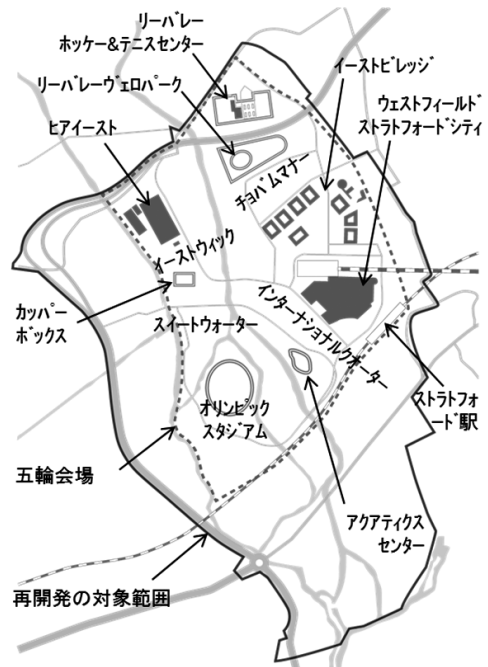 リーバレー
ホッケー&テニスセンター
リーバレーヴェロパーク
イーストビレッジ
ウェストフィールド
ストラトフォードシティ
ヒアイースト
チョバムマナー
イーストウィック
カッパー
ボックス
スイートウォーター
インターナショナルクオーター
ストラトフォ
ード駅
オリンピック
スタジアム
五輪会場
アクアティクス
センター
再開発の対象範囲